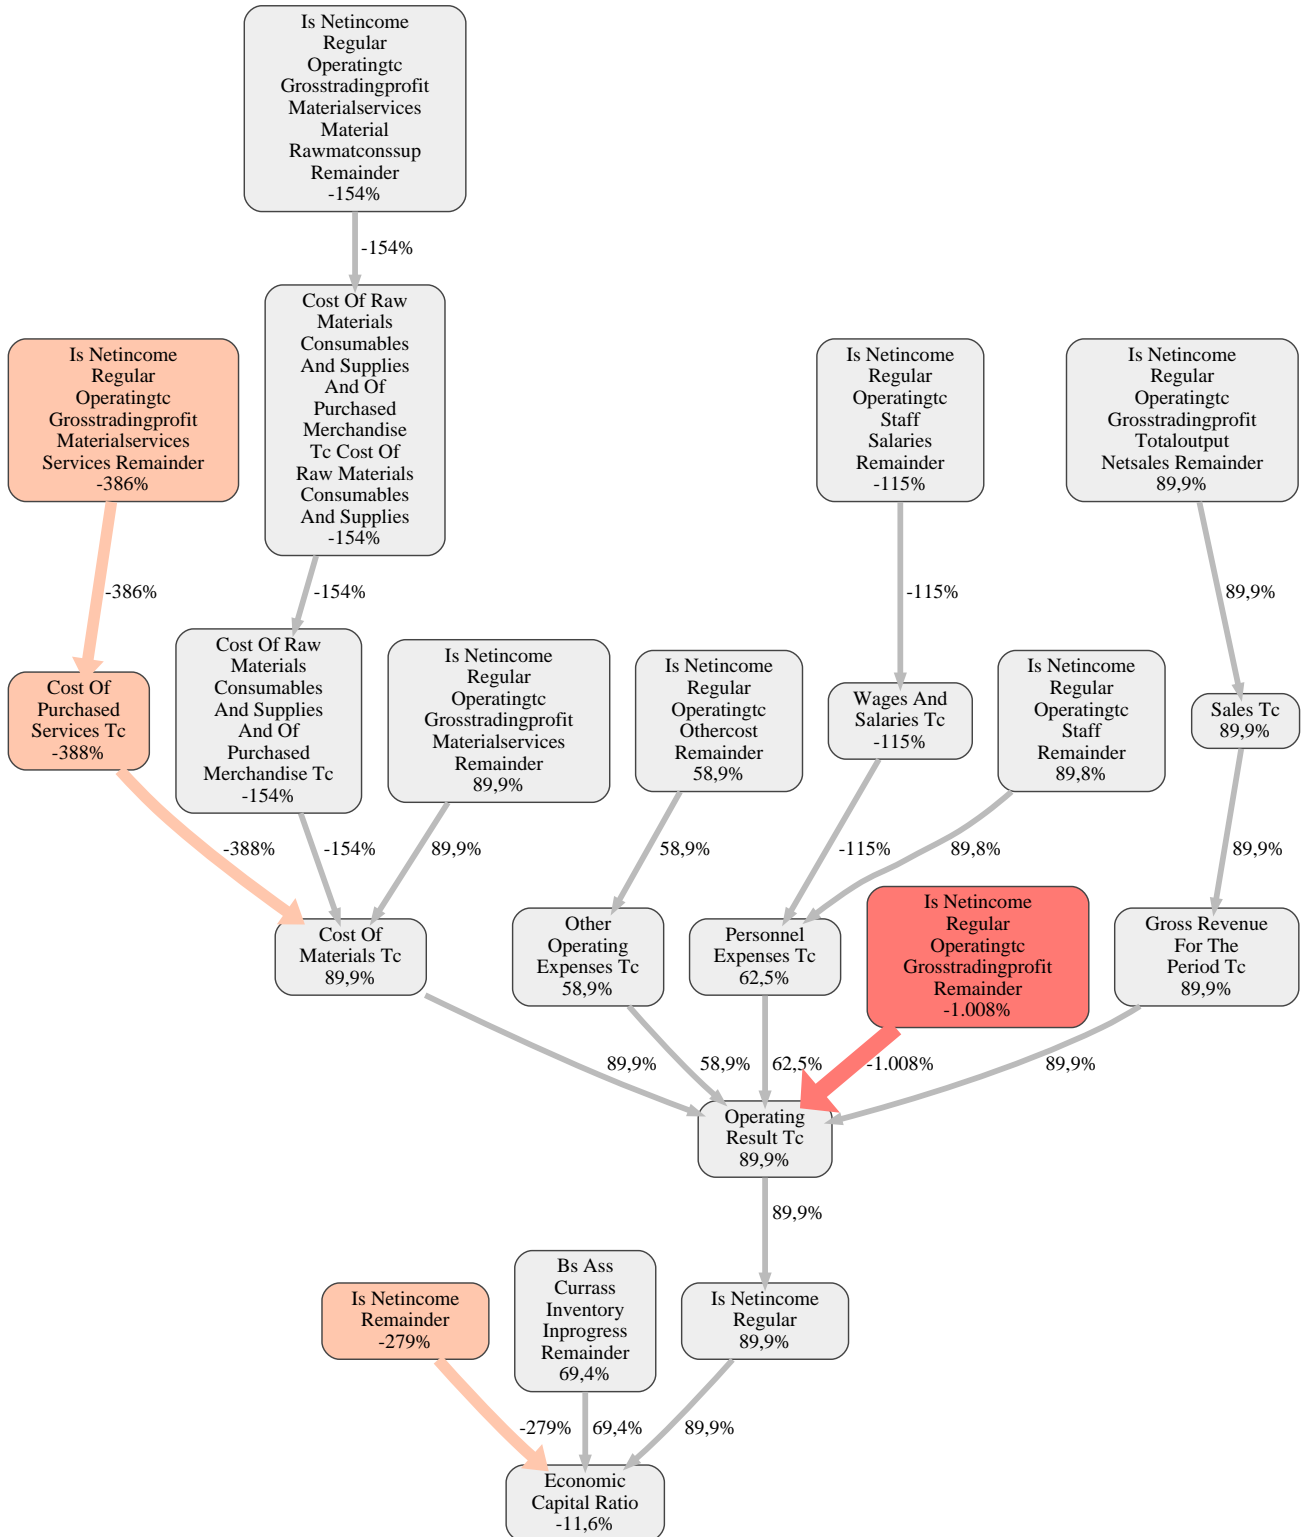 Is Netincome
Regular
Operatingtc
Grosstradingprofit
Materialservices
Material
Rawmatconssup
Remainder
-154%
-154%
Cost Of Raw
Materials
Consumables
And Supplies
And Of
Purchased
Merchandise
Tc Cost Of
Raw Materials
Consumables
And Supplies
-154%
Is Netincome
Regular
Operatingtc
Grosstradingprofit
Materialservices
Services Remainder
-386%
Is Netincome
Regular
Operatingtc
Staff
Salaries
Remainder
-115%
Is Netincome
Regular
Operatingtc
Grosstradingprofit
Totaloutput
Netsales Remainder
89,9%
-386%
-154%
-115%
89,9%
Cost Of
Purchased
Services Tc
-388%
Cost Of Raw
Materials
Consumables
And Supplies
And Of
Purchased
Merchandise Tc
-154%
Is Netincome
Regular
Operatingtc
Grosstradingprofit
Materialservices
Remainder
89,9%
Is Netincome
Regular
Operatingtc
Othercost
Remainder
58,9%
Wages And
Salaries Tc
-115%
Is Netincome
Regular
Operatingtc
Staff
Remainder
89,8%
Sales Tc
89,9%
-388%
-154%
89,9%
58,9%
-115%
89,8%
89,9%
Cost Of
Materials Tc
89,9%
Other
Operating
Expenses Tc
58,9%
Personnel
Expenses Tc
62,5%
Is Netincome
Regular
Operatingtc
Grosstradingprofit
Remainder
-1.008%
Gross Revenue
For The
Period Tc
89,9%
89,9%
58,9%
62,5%
-1.008%
89,9%
Operating
Result Tc
89,9%
89,9%
Is Netincome
Remainder
-279%
Bs Ass
Currass
Inventory
Inprogress
Remainder
69,4%
Is Netincome
Regular
89,9%
-279%
69,4%
89,9%
Economic
Capital Ratio
-11,6%